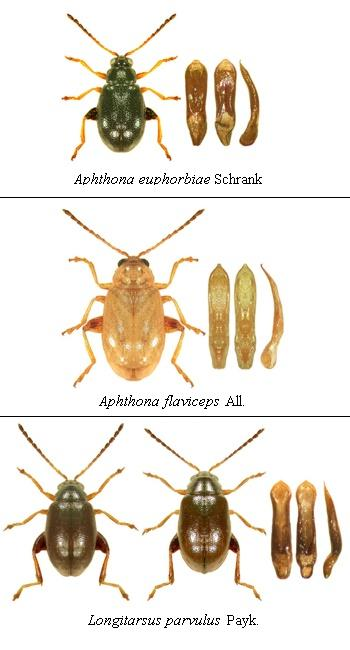 Aphthona euphorbiae Schrank
Aphthona flaviceps All.
Longitarsus parvulus Payk.